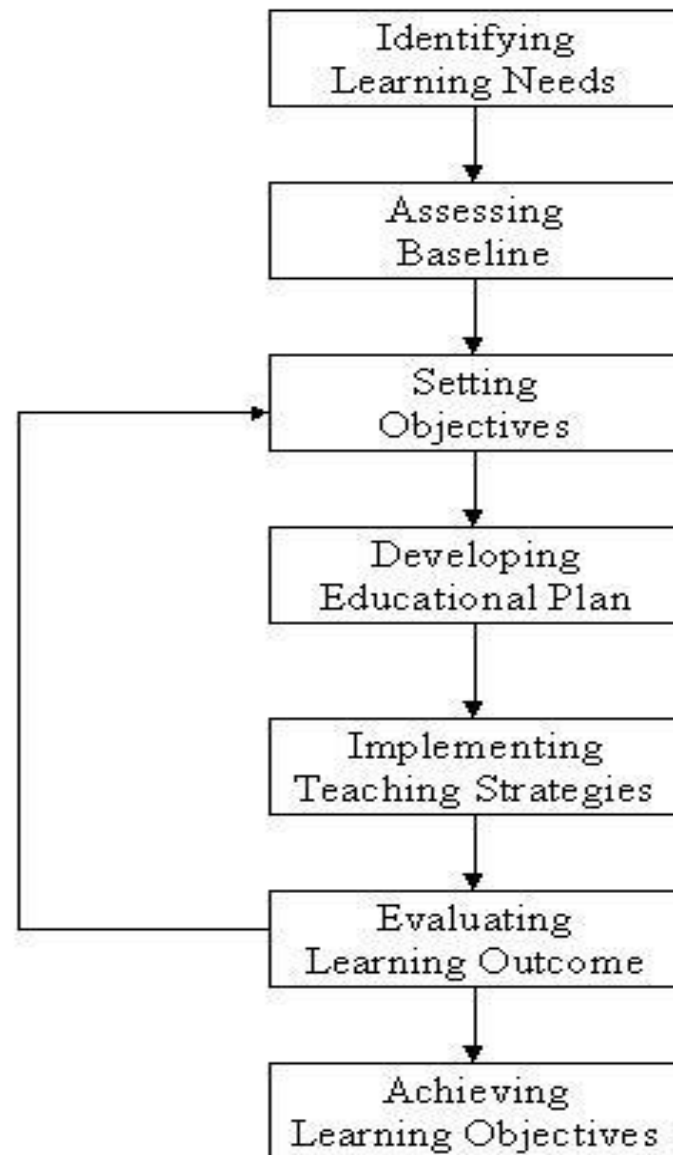 Identifying
Learning Needs
Assessing
Baseline
Setting
Objectives
Developing
Educational Plan
Implementing
Teaching Strategies
Evaluating
Learning Outcome
Achieving
Learning Objectives